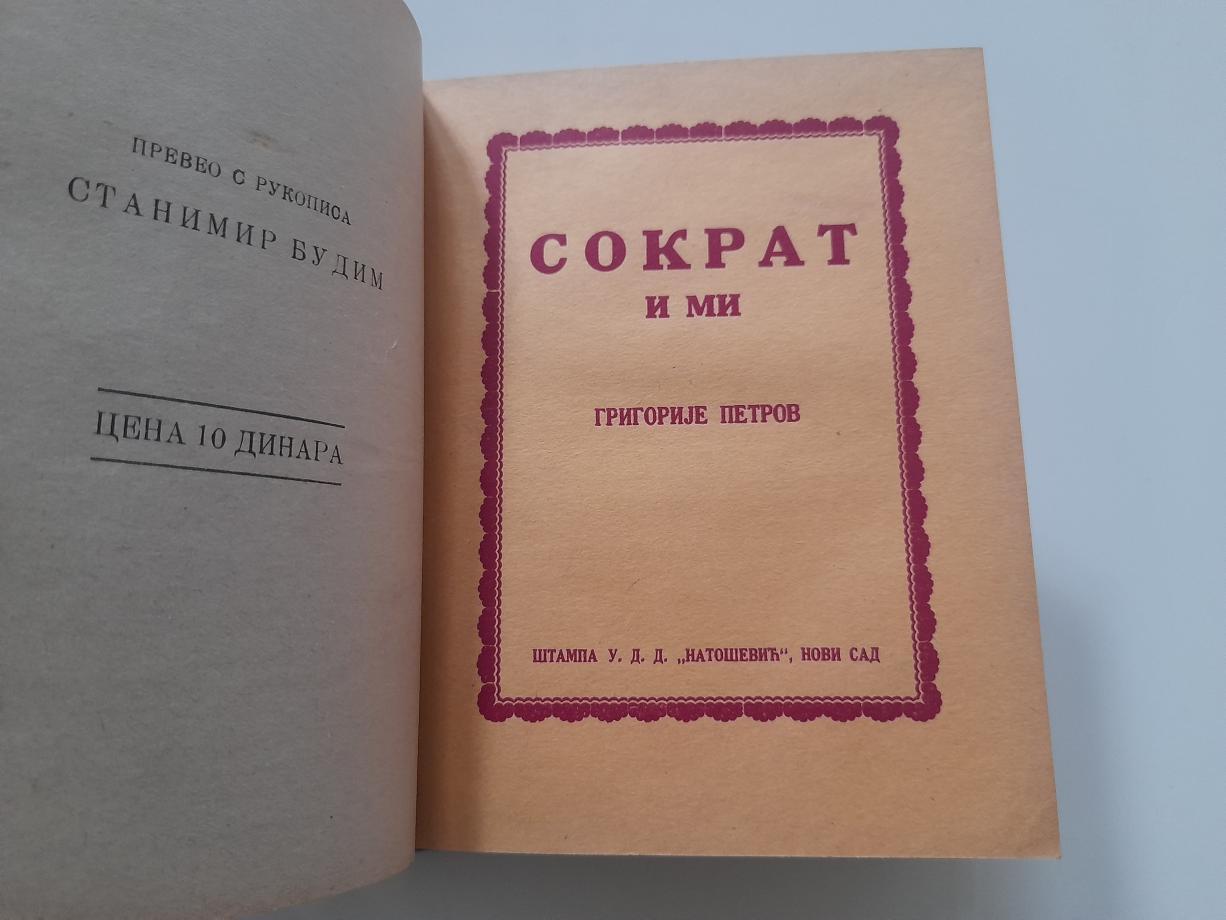 ПРЕВЕО С РУКОПИСА
СТАНИМИР БУДИМ
ЦЕНА 10 ДИНАРА
СОКРАТ
И МИ
ГРИГОРИЈЕ ПЕТРОВ
ШТАМПА У. Д. Д. „НАТОШЕВИЋ“, НОВИ САД